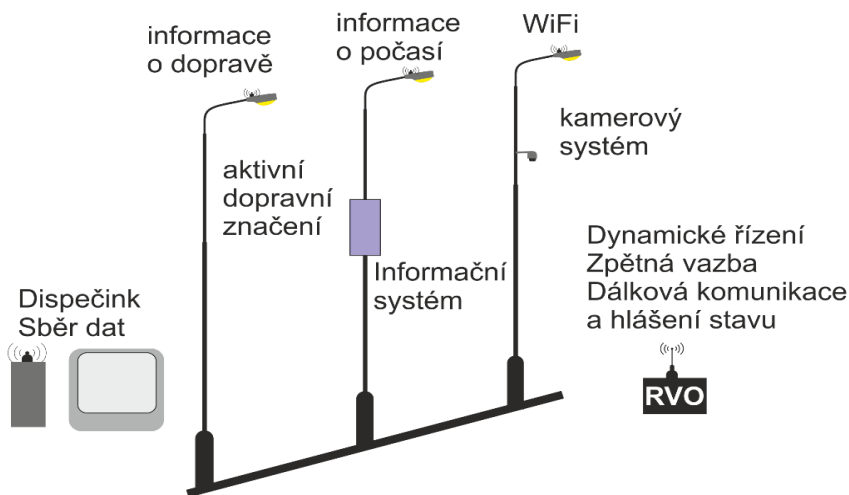 informace
o dopravě
informace
o počasí
WiFi
kamerový
systém
aktivní
dopravní
značení
Informační
systém
Dynamické řízení
Zpětná vazba
Dálková komunikace
a hlášení stavu
Dispečink
Sběr dat
RVO